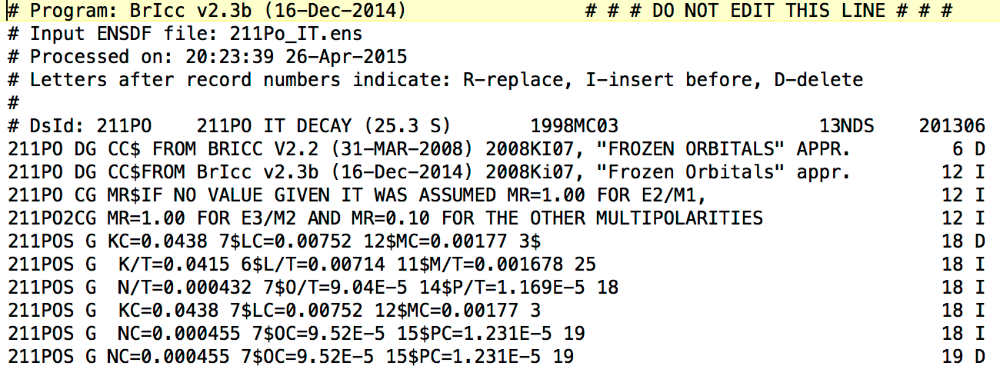 # Program: BrIcc v2.3b (16-Dec-2014)                # # # DO NOT EDIT THIS LINE # # #
# Input ENSDF file: 211Po_IT.ens
# Processed on: 20:23:39 26-Apr-2015
# Letters after record numbers indicate: R-replace, I-insert before, D-delete
#
# DsId: 211PO    211PO IT DECAY (25.3 S)       1998MC03                  13NDS    201306
211PO DG CC$ FROM BRICC V2.2 (31-MAR-2008) 2008KI07, "FROZEN ORBITALS" APPR.         6 D
211PO DG CC$FROM BrIcc v2.3b (16-Dec-2014) 2008Ki07, "Frozen Orbitals" appr.        12 I
211PO CG MR$IF NO VALUE GIVEN IT WAS ASSUMED MR=1.00 FOR E2/M1,                     12 I
211PO2CG MR=1.00 FOR E3/M2 AND MR=0.10 FOR THE OTHER MULTIPOLARITIES                12 I
211POS G KC=0.0438 7$LC=0.00752 12$MC=0.00177 3$                                    18 D
211POS G  K/T=0.0415 6$L/T=0.00714 11$M/T=0.001678 25                               18 I
211POS G  N/T=0.000432 7$O/T=9.04E-5 14$P/T=1.169E-5 18                             18 I
211POS G  KC=0.0438 7$LC=0.00752 12$MC=0.00177 3                                    18 I
211POS G  NC=0.000455 7$OC=9.52E-5 15$PC=1.231E-5 19                                18 I
211POS G NC=0.000455 7$OC=9.52E-5 15$PC=1.231E-5 19                                 19 D